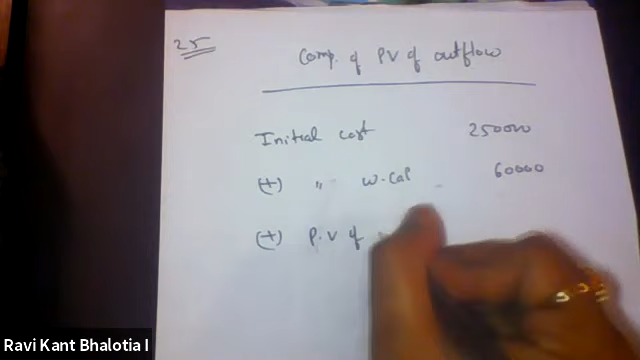 25
Comp. of PV of outflow
Initial cost 250000
(+) " W.Cap 60000
(+) P.V of
Ravi Kant Bhalotia I